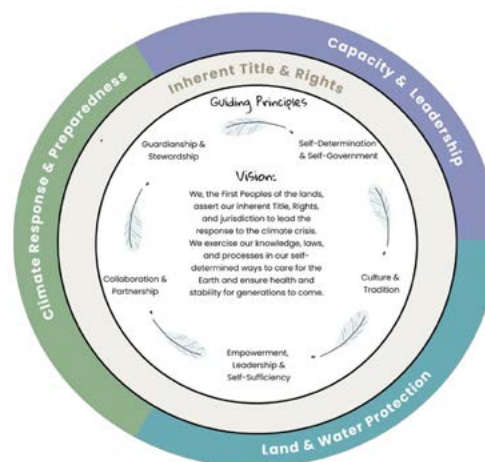 Capacity & Leadership
Climate Response & Preparedness
Land & Water Protection
Inherent Title & Rights
Guiding Principles
Guardianship &
Stewardship
Self-Determination
& Self-Government
Vision:
We, the First Peoples of the lands,
assert our inherent Title, Rights,
and jurisdiction to lead the
response to the climate crisis.
We exercise our knowledge, laws,
and processes in our self-
determined ways to care for the
Earth and ensure health and
stability for generations to come.
Collaboration &
Partnership
Culture &
Tradition
Empowerment,
Leadership &
Self-Sufficiency